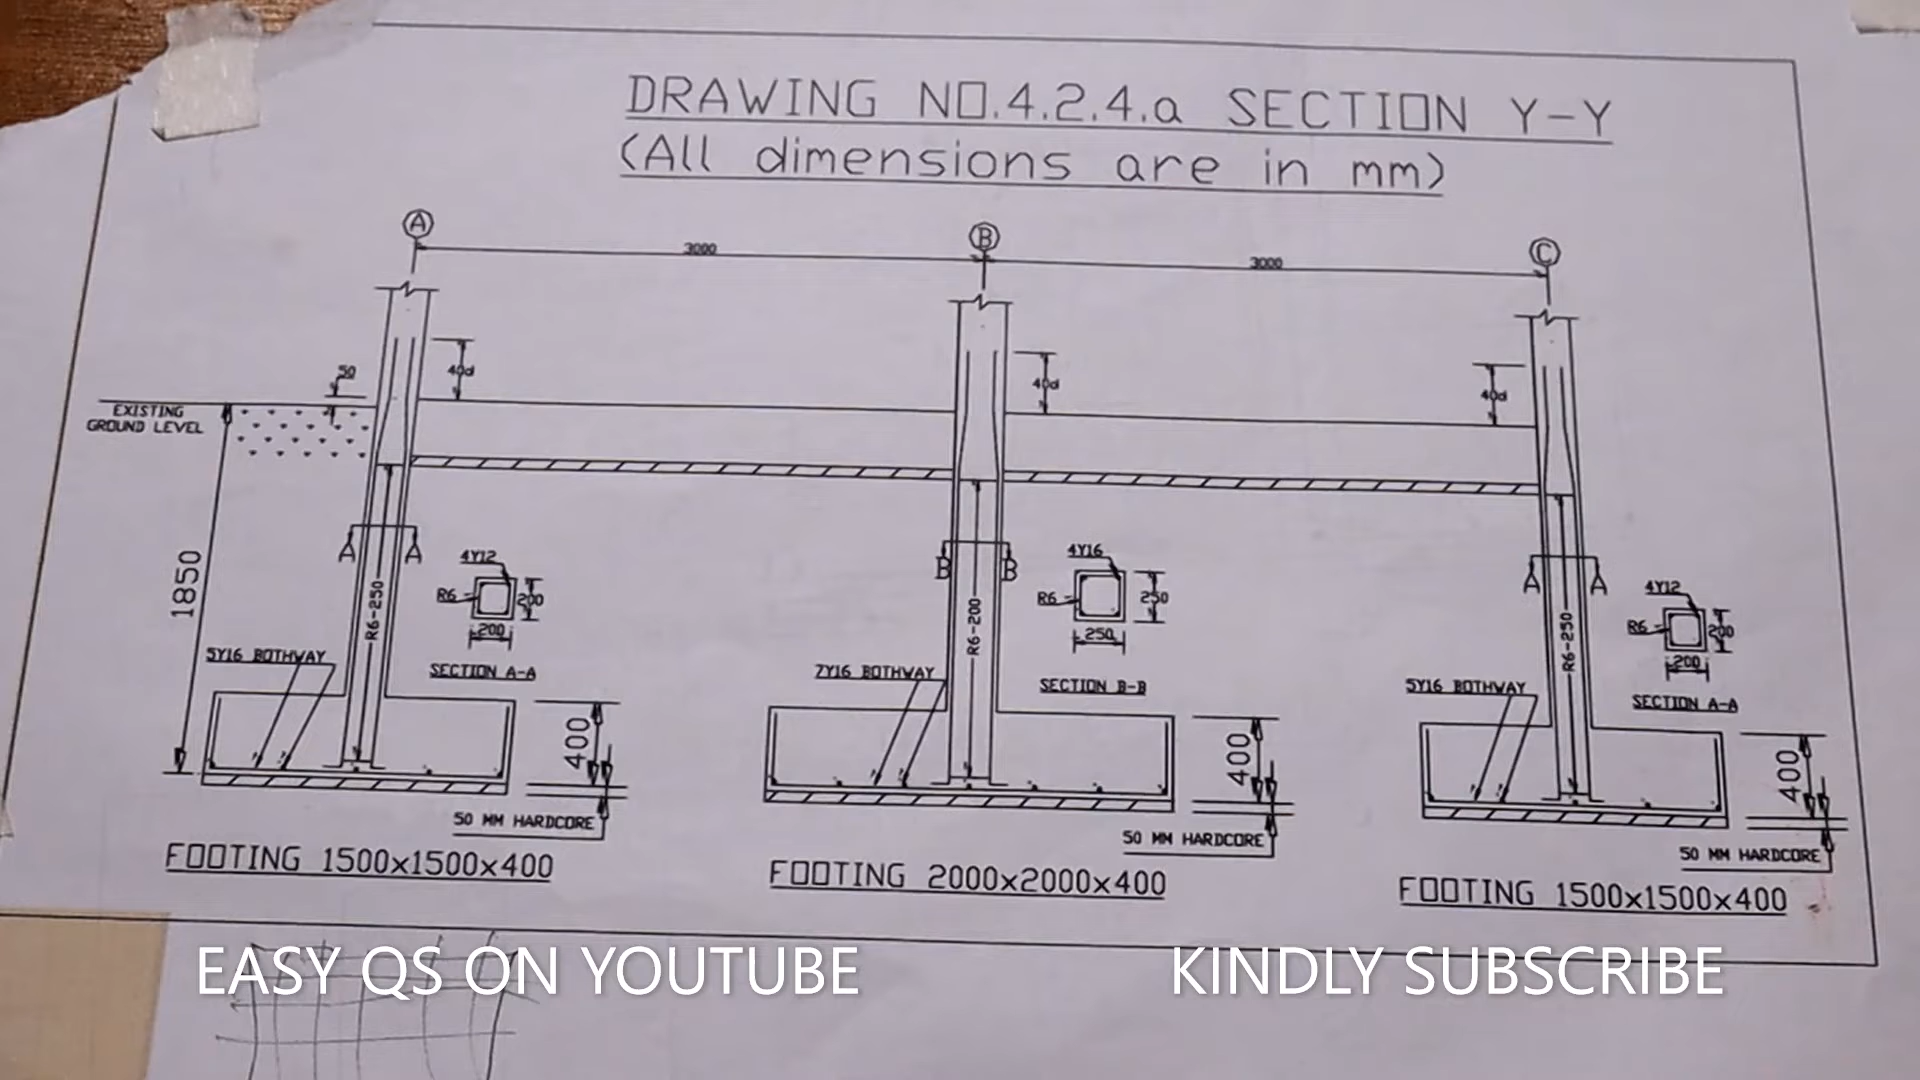 DRAWING NO.4.2.4.a SECTION Y-Y
(All dimensions are in mm)
A
B
C
3000
3000
50
40d
40d
40d
EXISTING
GROUND LEVEL
1850
A A
B B
A A
4Y12
R6
200
200
SECTION A-A
R6-250
4Y16
R6
250
250
SECTION B-B
R6-200
4Y12
R6
200
200
SECTION A-A
R6-250
5Y16 BOTHWAY
7Y16 BOTHWAY
5Y16 BOTHWAY
400
400
400
50 MM HARDCORE
50 MM HARDCORE
50 MM HARDCORE
FOOTING 1500x1500x400
FOOTING 2000x2000x400
FOOTING 1500x1500x400
EASY QS ON YOUTUBE
KINDLY SUBSCRIBE